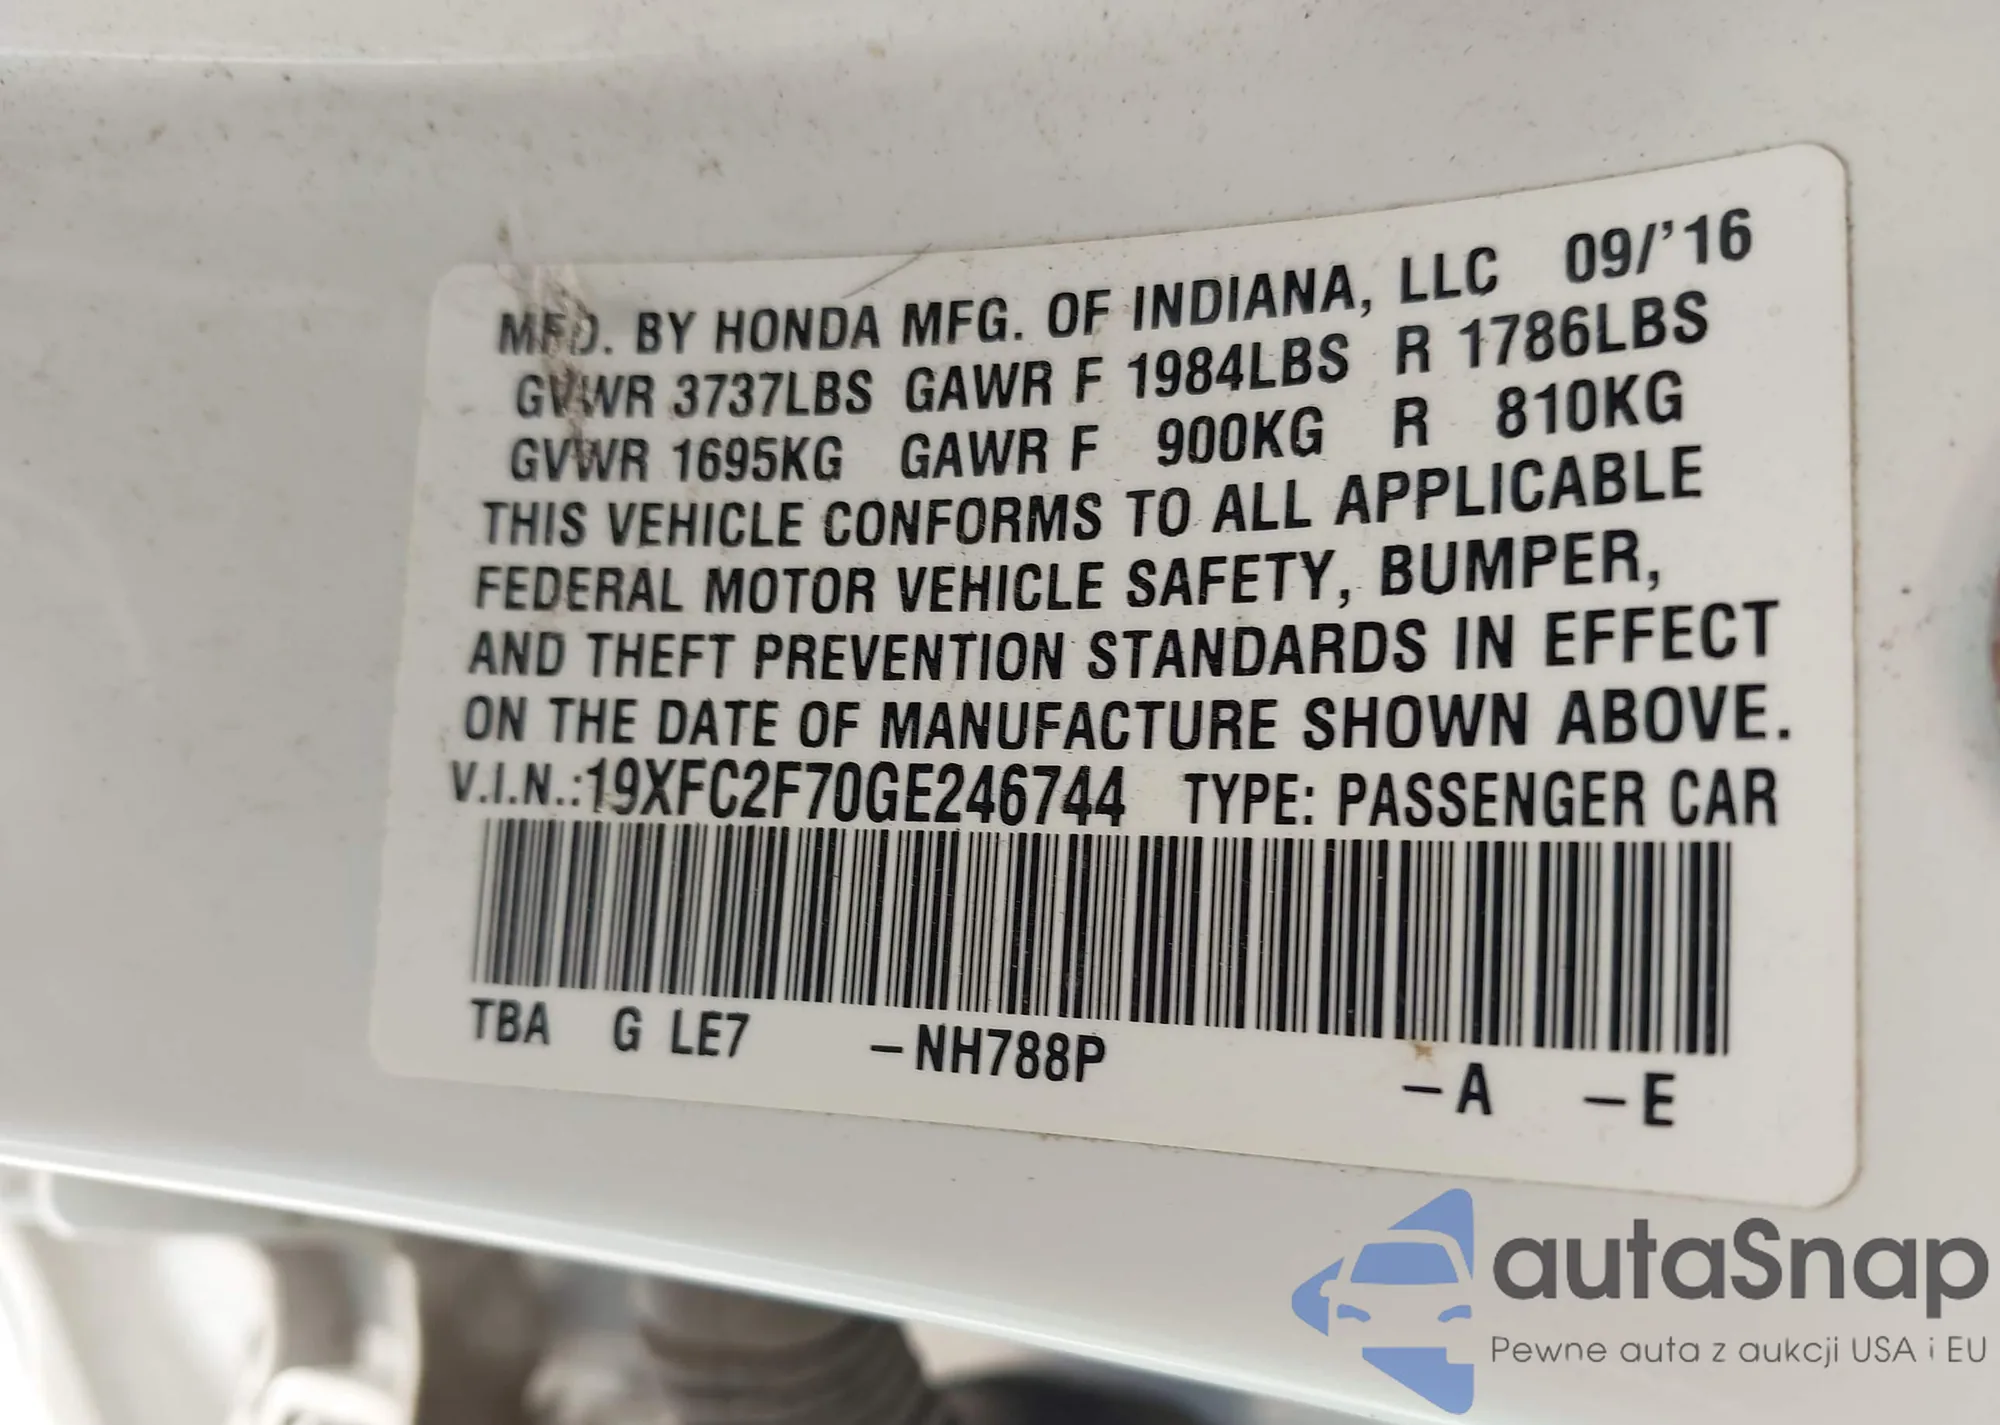 MFD. BY HONDA MFG. OF INDIANA, LLC 09/'16
GVWR 3737LBS GAWR F 1984LBS R 1786LBS
GVWR 1695KG GAWR F 900KG R 810KG
THIS VEHICLE CONFORMS TO ALL APPLICABLE
FEDERAL MOTOR VEHICLE SAFETY, BUMPER,
AND THEFT PREVENTION STANDARDS IN EFFECT
ON THE DATE OF MANUFACTURE SHOWN ABOVE.
V.I.N.:19XFC2F70GE246744 TYPE: PASSENGER CAR
TBA G LE7 –NH788P –A –E
autaSnap
Pewne auta z aukcji USA i EU